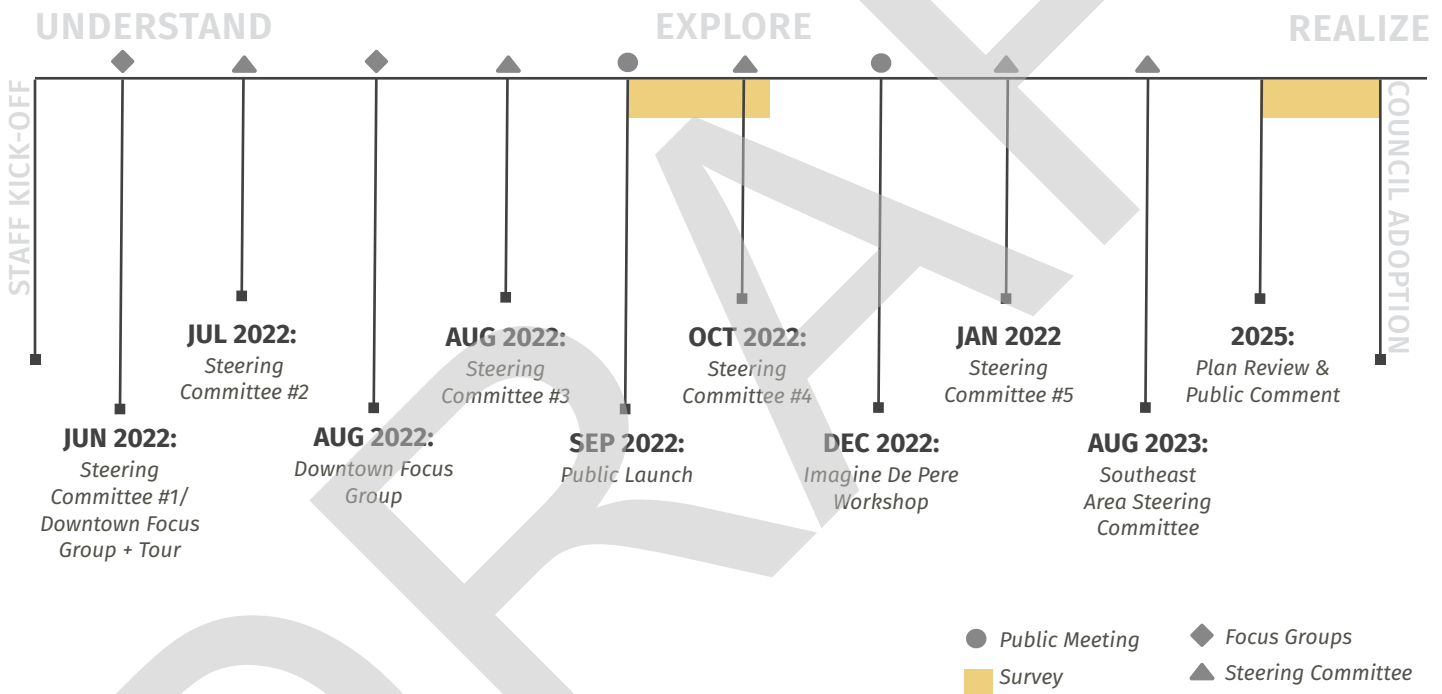 UNDERSTAND
EXPLORE
REALIZE
STAFF KICK-OFF
JUN 2022:
Steering
Committee #1/
Downtown Focus
Group + Tour
JUL 2022:
Steering
Committee #2
AUG 2022:
Downtown Focus
Group
AUG 2022:
Steering
Committee #3
SEP 2022:
Public Launch
OCT 2022:
Steering
Committee #4
DEC 2022:
Imagine De Pere
Workshop
JAN 2022
Steering
Committee #5
AUG 2023:
Southeast
Area Steering
Committee
2025:
Plan Review &
Public Comment
COUNCIL ADOPTION
Public Meeting
Focus Groups
Survey
Steering Committee
DRAFT